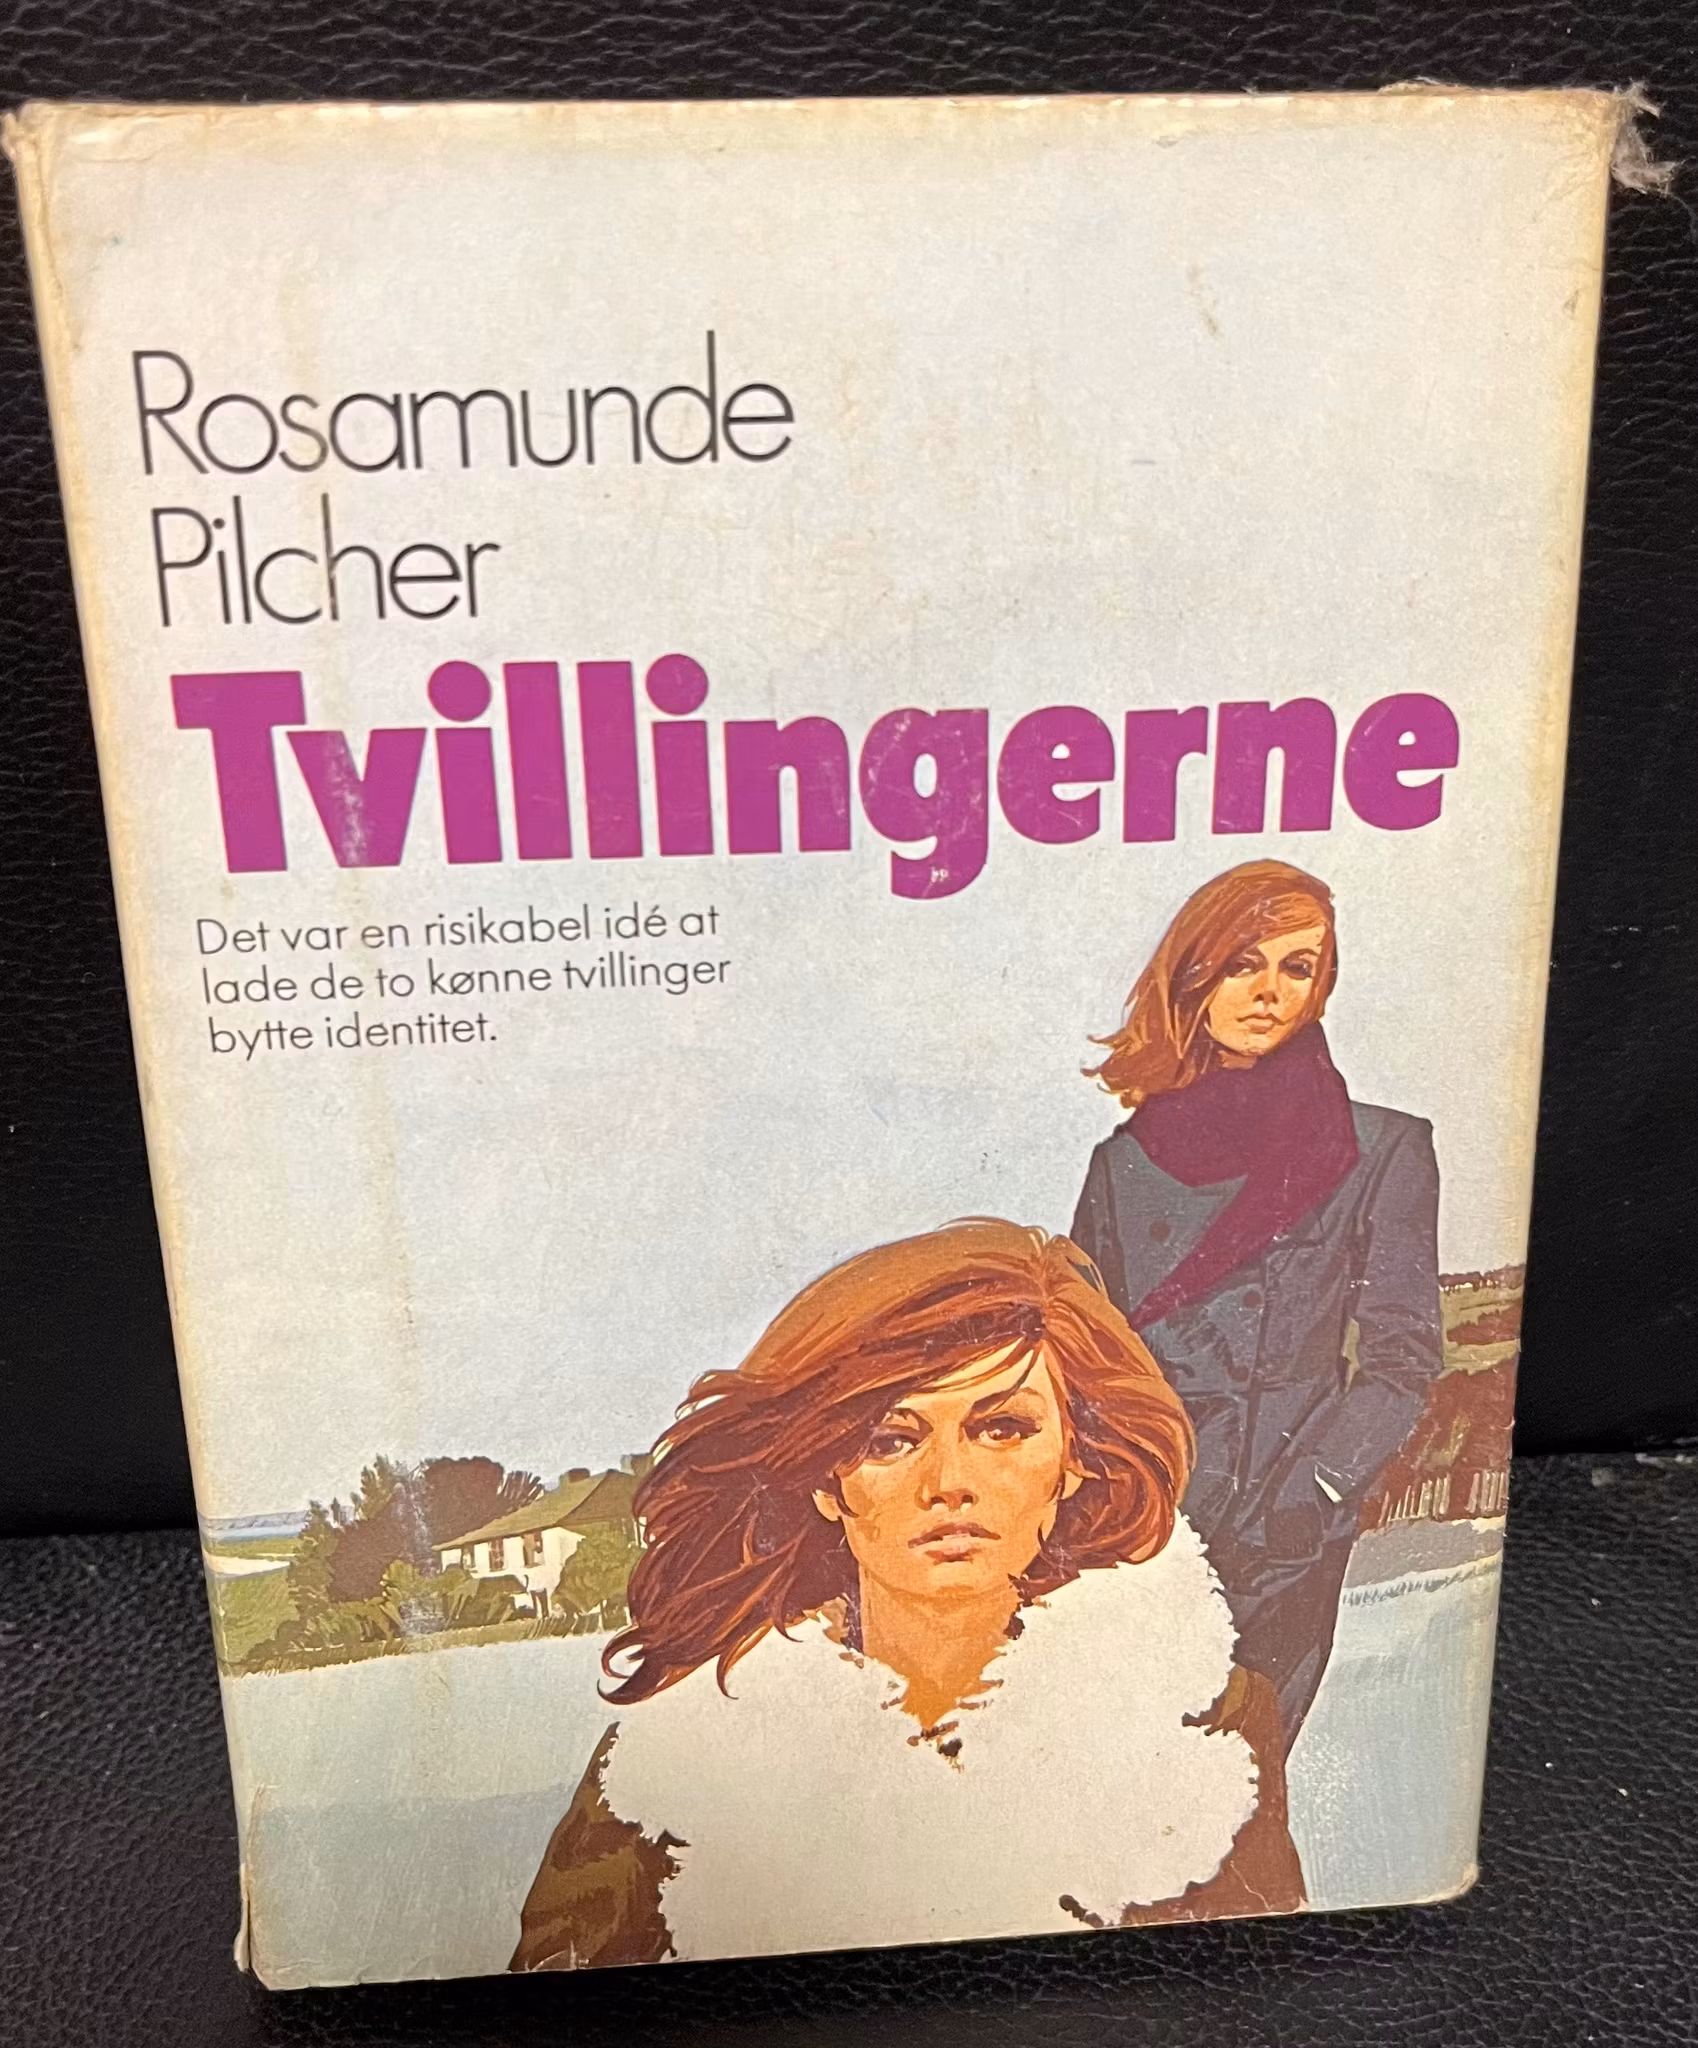 Rosamunde
Pilcher
Tvillingerne
Det var en risikabel idé at
lade de to kønne tvillinger
bytte identitet.